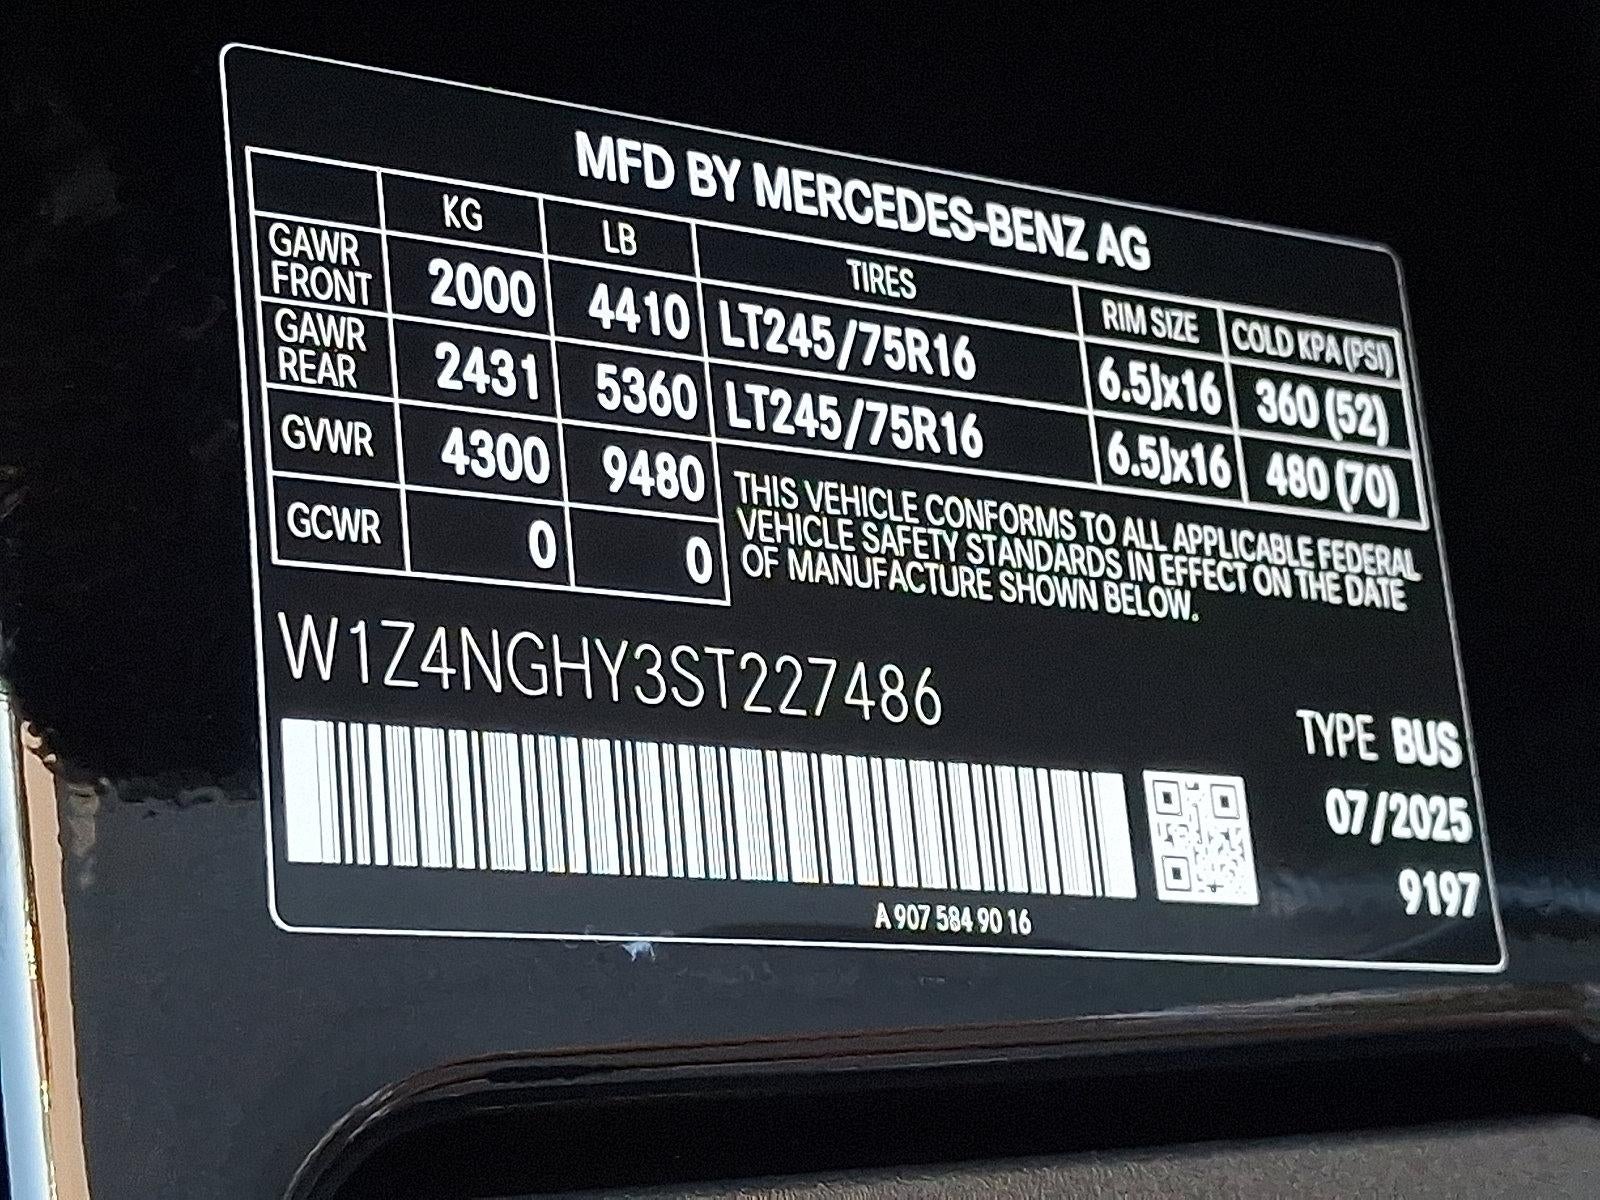 MFD BY MERCEDES-BENZ AG
KG LB TIRES RIM SIZE COLD KPA (PSI)
GAWR FRONT 2000 4410 LT245/75R16 6.5Jx16 360 (52)
GAWR REAR 2431 5360 LT245/75R16 6.5Jx16 480 (70)
GVWR 4300 9480
GCWR 0 0
THIS VEHICLE CONFORMS TO ALL APPLICABLE FEDERAL
VEHICLE SAFETY STANDARDS IN EFFECT ON THE DATE
OF MANUFACTURE SHOWN BELOW.
W1Z4NGHY3ST227486
TYPE BUS
07/2025
9197
A 907 584 90 16